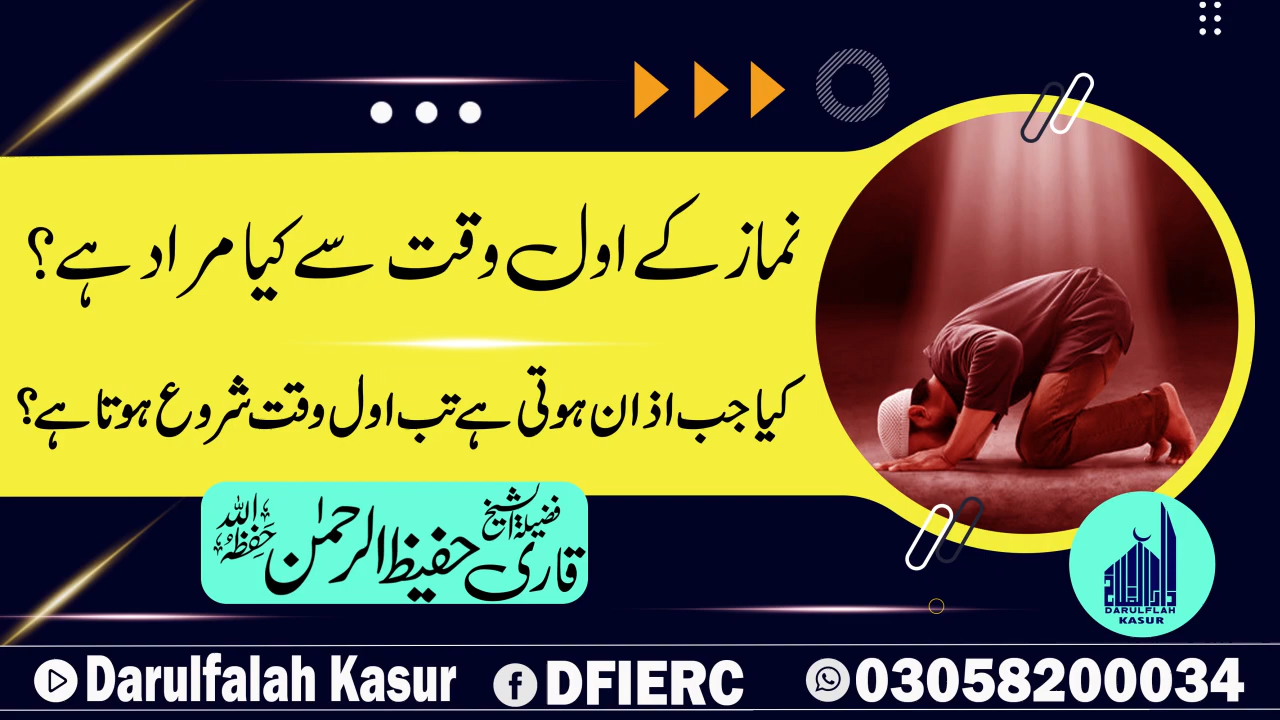 نماز کے اول وقت سے کیا مراد ہے؟
کیا جب اذان ہوتی ہے تب اول وقت شروع ہوتا ہے؟
فضیلۃ الشیخ
قاری حفیظ الرحمٰن حفظہُ اللہ
دارالفلاح
DARULFLAH
KASUR
Darulfalah Kasur
DFIERC
03058200034